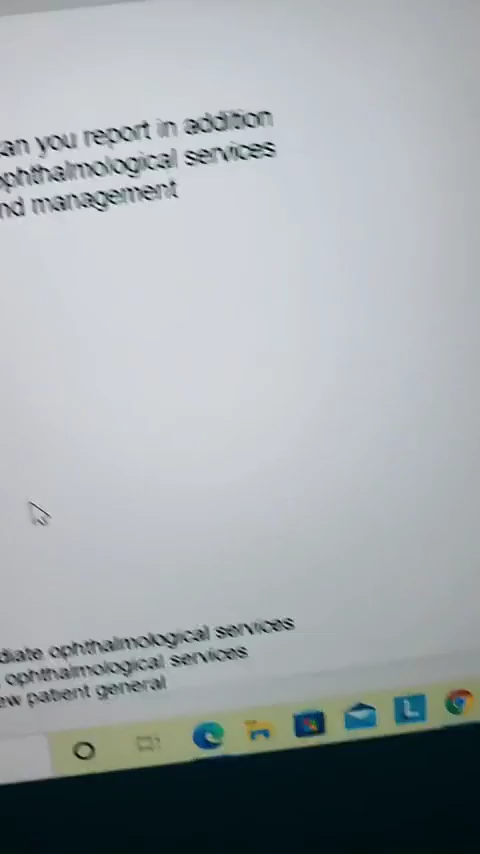 an you report in addition
ophthalmological services
nd management
diate ophthalmological services
ophthalmological services
ew patient general
L